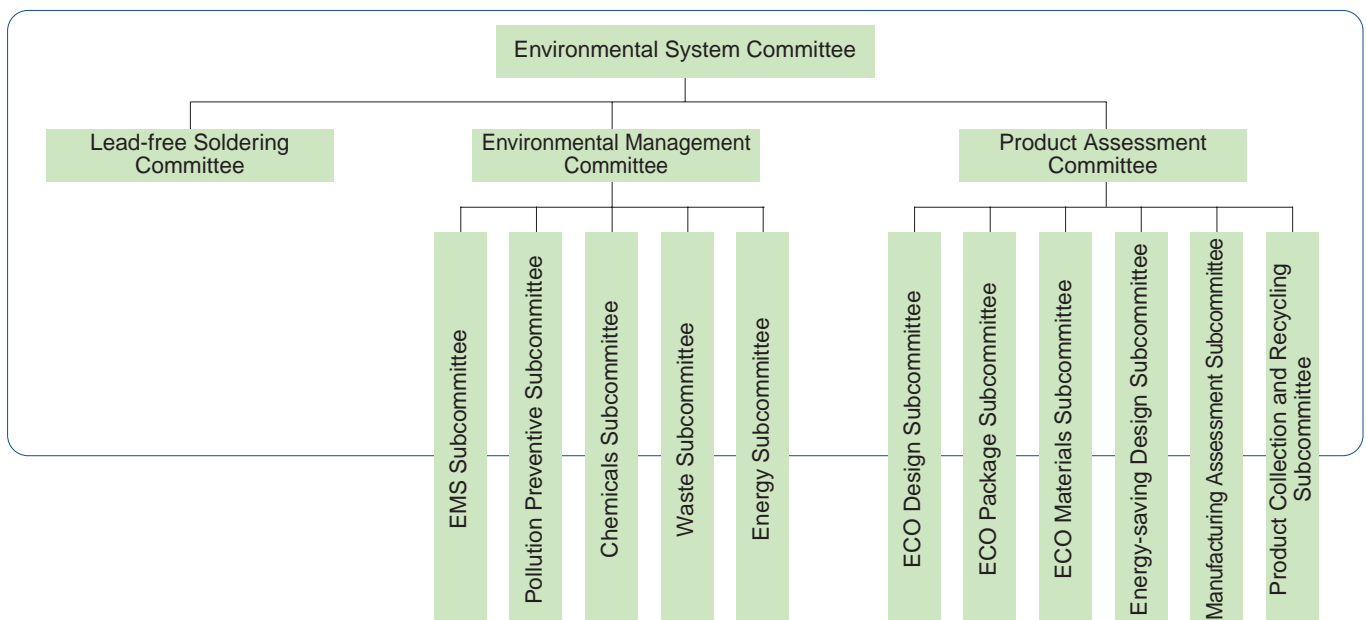 Environmental System Committee
Lead-free Soldering
Committee
Environmental Management
Committee
Product Assessment
Committee
EMS Subcommittee
Pollution Preventive Subcommittee
Chemicals Subcommittee
Waste Subcommittee
Energy Subcommittee
ECO Design Subcommittee
ECO Package Subcommittee
ECO Materials Subcommittee
Energy-saving Design Subcommittee
Manufacturing Assessment Subcommittee
Product Collection and Recycling
Subcommittee